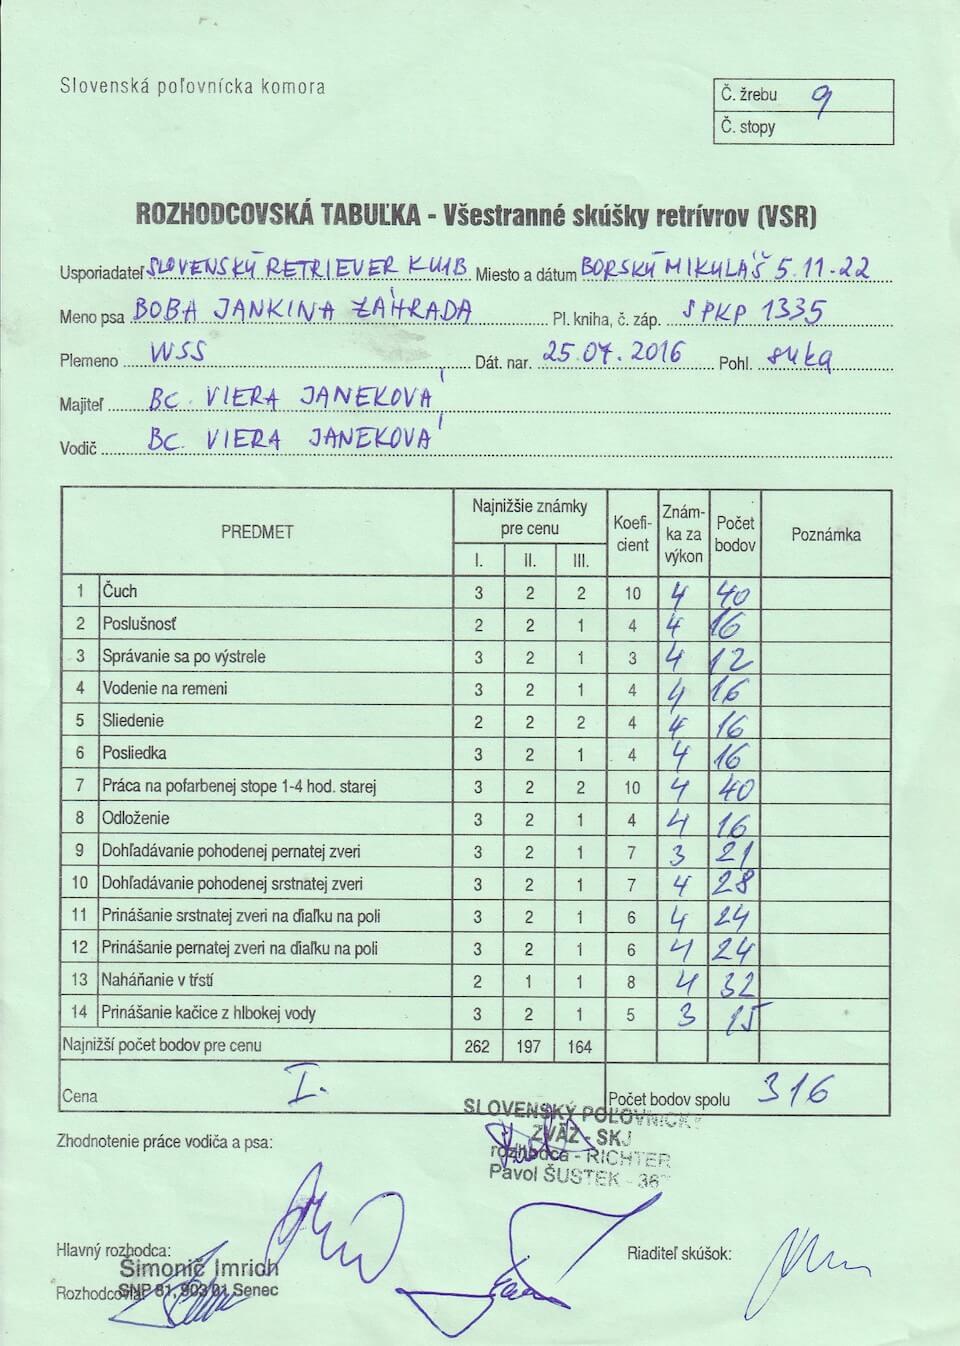 Slovenská poľovnícka komora
Č. žrebu 9
Č. stopy
ROZHODCOVSKÁ TABUĽKA - Všestranné skúšky retrívrov (VSR)
Usporiadateľ SLOVENSKÝ RETRIEVER KLUB Miesto a dátum BORSKÝ MIKULÁŠ 5.11-22
Meno psa BOBA JANKINA ZÁHRADA Pl. kniha, č. záp. SPKP 1335
Plemeno WSS Dát. nar. 25.07.2016 Pohl. suka
Majiteľ BC. VIERA JANEKOVÁ
Vodič BC. VIERA JANEKOVÁ
PREDMET Najnižšie známky pre cenu I. II. III. Koefi- cient Znám- ka za výkon Počet bodov Poznámka
1 Čuch 3 2 2 10 4 40
2 Poslušnosť 2 2 1 4 4 16
3 Správanie sa po výstrele 3 2 1 3 4 12
4 Vodenie na remeni 3 2 1 4 4 16
5 Sliedenie 2 2 2 4 4 16
6 Posliedka 3 2 1 4 4 16
7 Práca na pofarbenej stope 1-4 hod. starej 3 2 2 10 4 40
8 Odloženie 3 2 1 4 4 16
9 Dohľadávanie pohodenej pernatej zveri 3 2 1 7 3 21
10 Dohľadávanie pohodenej srstnatej zveri 3 2 1 7 4 28
11 Prinášanie srstnatej zveri na diaľku na poli 3 2 1 6 4 24
12 Prinášanie pernatej zveri na diaľku na poli 3 2 1 6 4 24
13 Naháňanie v tŕstí 2 1 1 8 4 32
14 Prinášanie kačice z hlbokej vody 3 2 1 5 3 15
Najnižší počet bodov pre cenu 262 197 164
Cena I. Počet bodov spolu 316
SLOVENSKÝ POĽOVNÍCKY
ZVÄZ - SKJ
rozhodca - RICHTER
Pavol ŠUSTEK - 367
Zhodnotenie práce vodiča a psa:
Hlavný rozhodca: Riaditeľ skúšok:
Šimonič Imrich
Rozhodcovia: SNP 81, 903 01 Senec